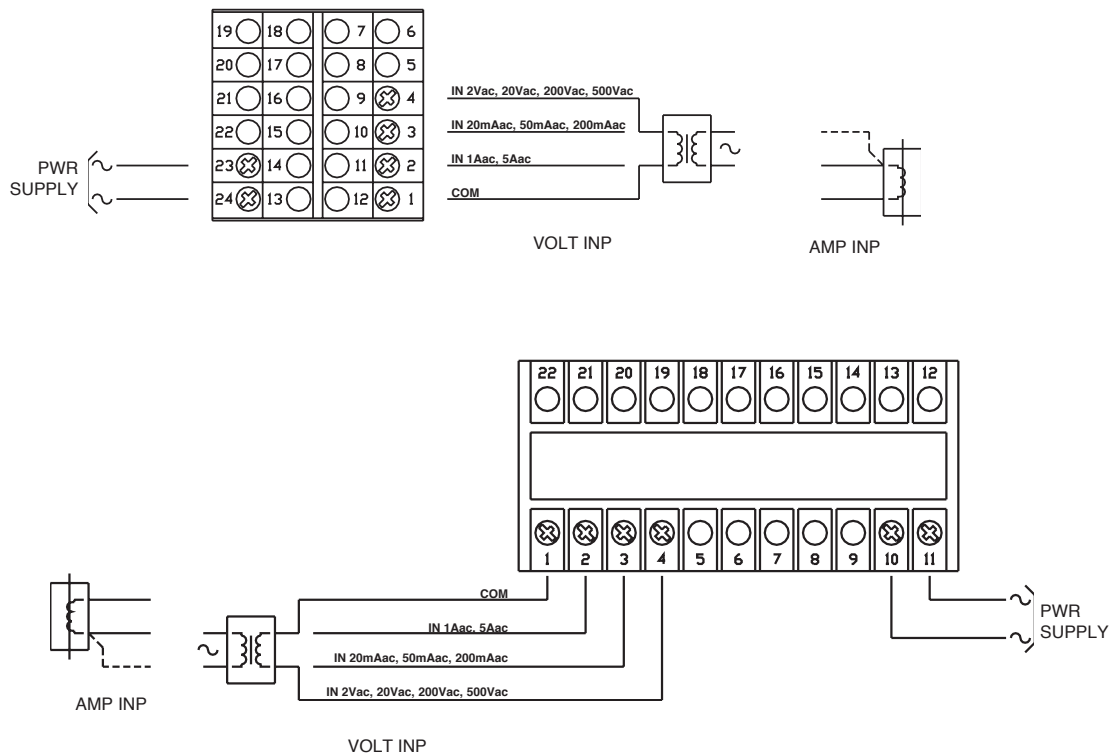 19 18 7 6
20 17 8 5
21 16 9 4
22 15 10 3
23 14 11 2
24 13 12 1
PWR
SUPPLY
IN 2Vac, 20Vac, 200Vac, 500Vac
IN 20mAac, 50mAac, 200mAac
IN 1Aac, 5Aac
COM
VOLT INP
AMP INP
22 21 20 19 18 17 16 15 14 13 12
1 2 3 4 5 6 7 8 9 10 11
COM
IN 1Aac, 5Aac
IN 20mAac, 50mAac, 200mAac
IN 2Vac, 20Vac, 200Vac, 500Vac
PWR
SUPPLY
AMP INP
VOLT INP